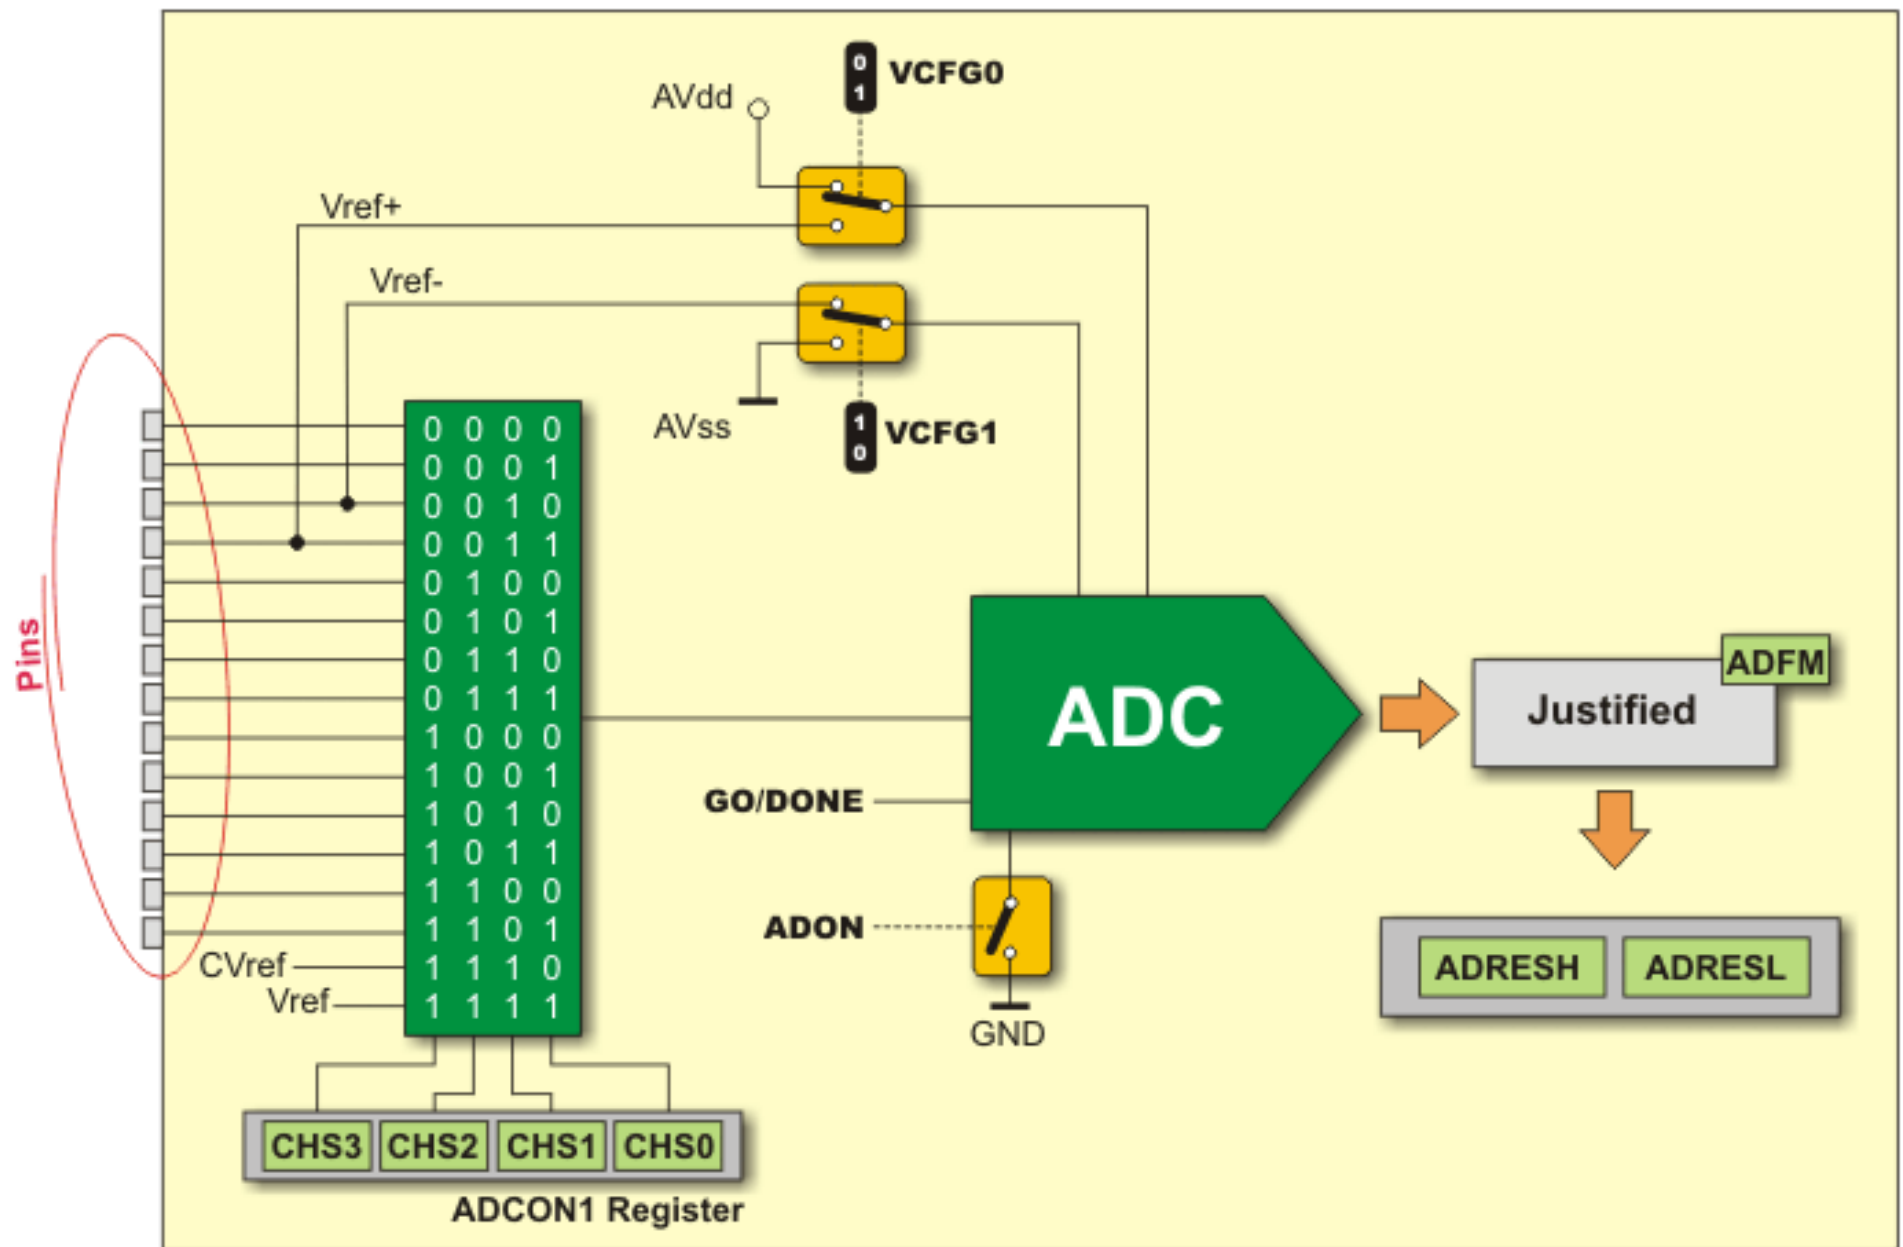 0
1
VCFG0
AVdd
Vref+
Vref-
AVss
1
0
VCFG1
Pins
0 0 0 0
0 0 0 1
0 0 1 0
0 0 1 1
0 1 0 0
0 1 0 1
0 1 1 0
0 1 1 1
1 0 0 0
1 0 0 1
1 0 1 0
1 0 1 1
1 1 0 0
1 1 0 1
CVref 1 1 1 0
Vref 1 1 1 1
ADC
GO/DONE
ADON
GND
ADFM
Justified
ADRESH ADRESL
CHS3 CHS2 CHS1 CHS0
ADCON1 Register